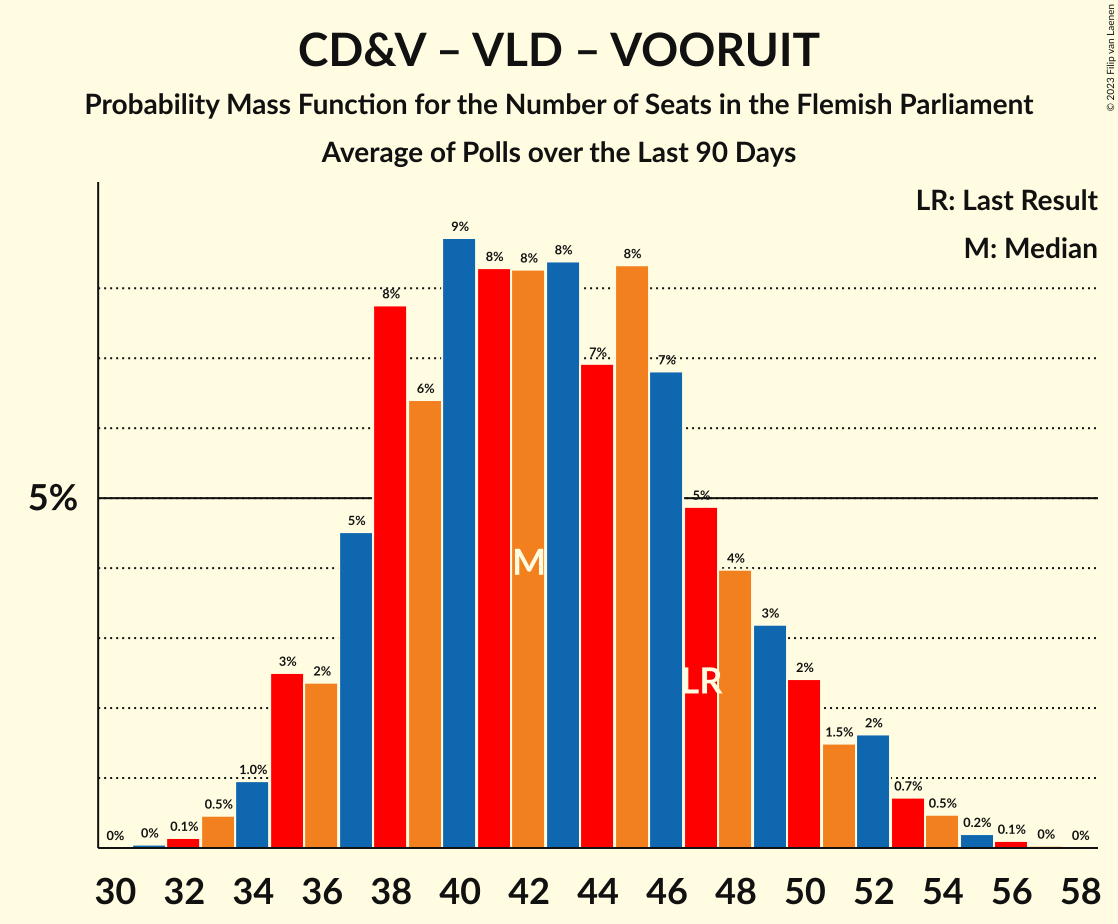 CD&V – VLD – VOORUIT
Probability Mass Function for the Number of Seats in the Flemish Parliament
Average of Polls over the Last 90 Days
© 2023 Filip van Laenen
LR: Last Result
M: Median
5%
0% 0% 0.1% 0.5% 1.0% 3% 2% 5% 8% 6% 9% 8% 8% 8% 7% 8% 7% 5% 4% 3% 2% 1.5% 2% 0.7% 0.5% 0.2% 0.1% 0% 0%
M
LR
30 32 34 36 38 40 42 44 46 48 50 52 54 56 58